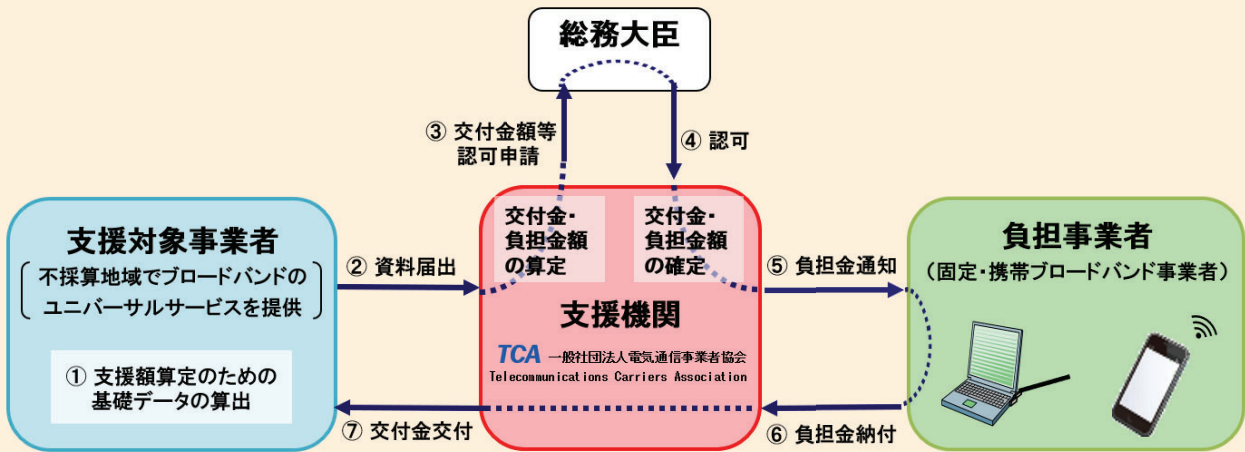 総務大臣
③ 交付金額等
認可申請
④ 認可
支援対象事業者
不採算地域でブロードバンドの
ユニバーサルサービスを提供
① 支援額算定のための
基礎データの算出
② 資料届出
交付金・
負担金額
の算定
交付金・
負担金額
の確定
支援機関
TCA 一般社団法人電気通信事業者協会
Telecommunications Carriers Association
⑤ 負担金通知
負担事業者
（固定・携帯ブロードバンド事業者）
⑥ 負担金納付
⑦ 交付金交付